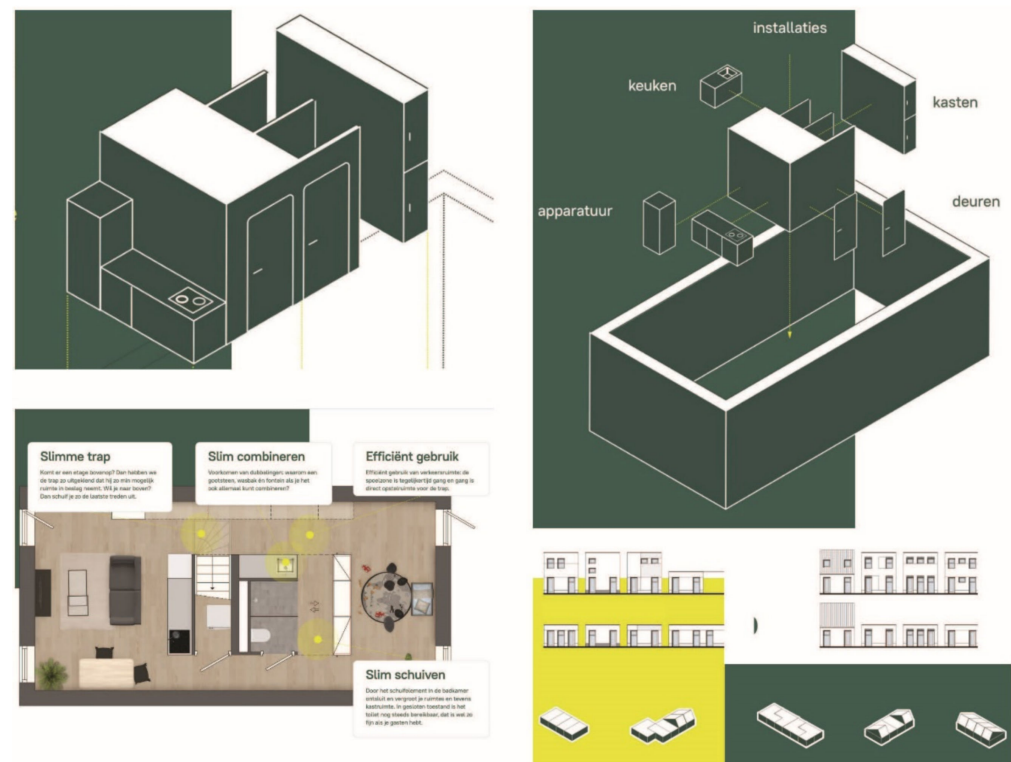 installaties
keuken
kasten
apparatuur
deuren
Slimme trap
Komt er een etage bovenop? Dan hebben we
de trap zo uitgekiend dat hij zo min mogelijk
ruimte in beslag neemt. Wil je naar boven?
Dan schuif je zo de laatste treden uit.
Slim combineren
Voorkomen van dubbelingen: waarom een
gootsteen, wasbak én fontein als je het
ook allemaal kunt combineren?
Efficiënt gebruik
Efficiënt gebruik van verkeersruimte: de
speelzone is tegelijkertijd gang en gang is
direct opstelruimte voor de trap.
Slim schuiven
Door het schuifelement in de badkamer
ontsluit en vergroot je ruimtes en tevens
kastruimte. In gesloten toestand is het
toilet nog steeds bereikbaar, dat is wel zo
fijn als je gasten hebt.